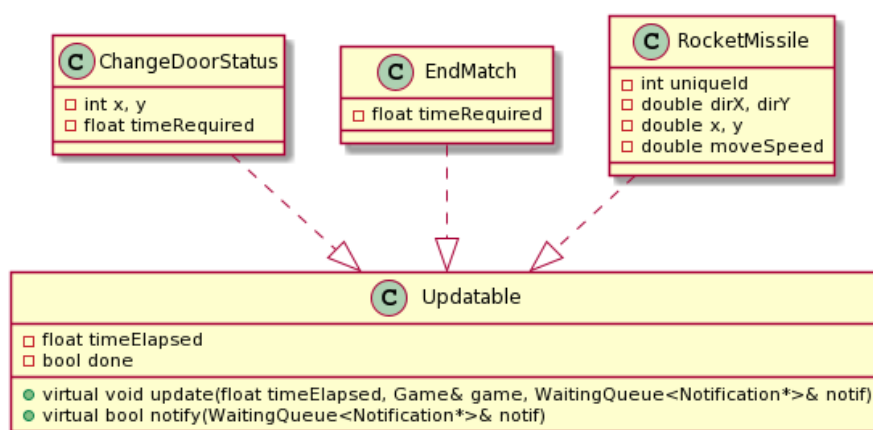 C ChangeDoorStatus
int x, y
float timeRequired
C EndMatch
float timeRequired
C RocketMissile
int uniqueId
double dirX, dirY
double x, y
double moveSpeed
C Updatable
float timeElapsed
bool done
virtual void update(float timeElapsed, Game& game, WaitingQueue<Notification*>& notif)
virtual bool notify(WaitingQueue<Notification*>& notif)